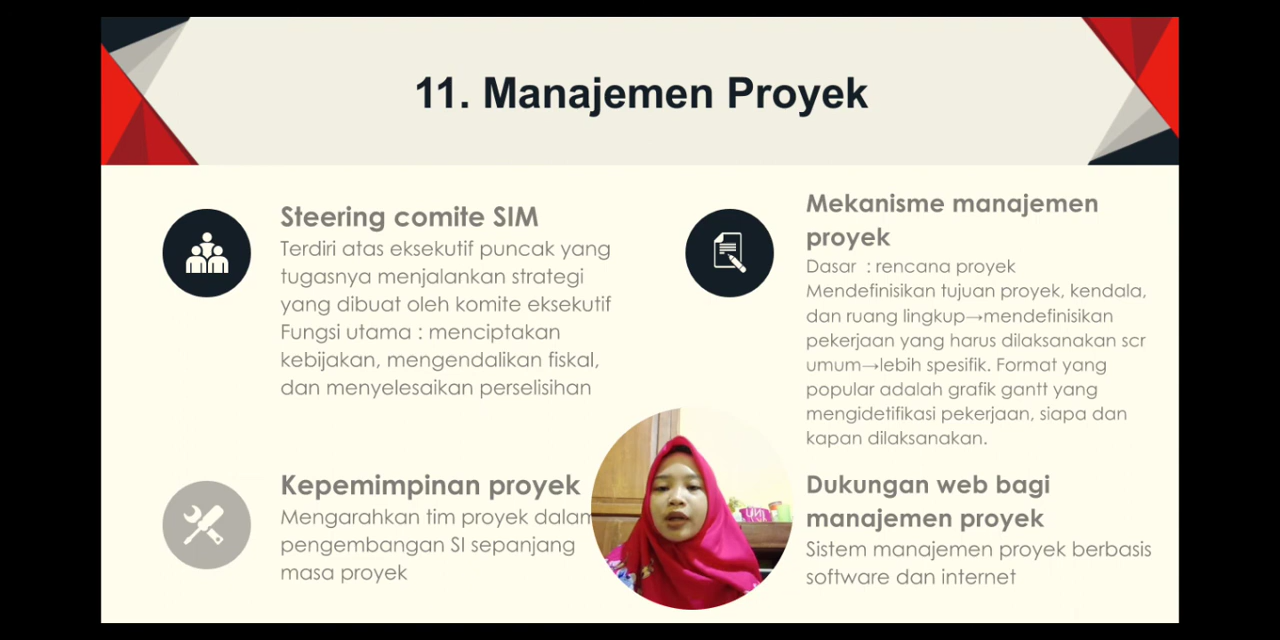 11. Manajemen Proyek
Steering comite SIM
Terdiri atas eksekutif puncak yang
tugasnya menjalankan strategi
yang dibuat oleh komite eksekutif
Fungsi utama : menciptakan
kebijakan, mengendalikan fiskal,
dan menyelesaikan perselisihan
Mekanisme manajemen
proyek
Dasar : rencana proyek
Mendefinisikan tujuan proyek, kendala,
dan ruang lingkup→mendefinisikan
pekerjaan yang harus dilaksanakan scr
umum→lebih spesifik. Format yang
popular adalah grafik gantt yang
mengidetifikasi pekerjaan, siapa dan
kapan dilaksanakan.
Kepemimpinan proyek
Mengarahkan tim proyek dalam
pengembangan SI sepanjang
masa proyek
Dukungan web bagi
manajemen proyek
Sistem manajemen proyek berbasis
software dan internet